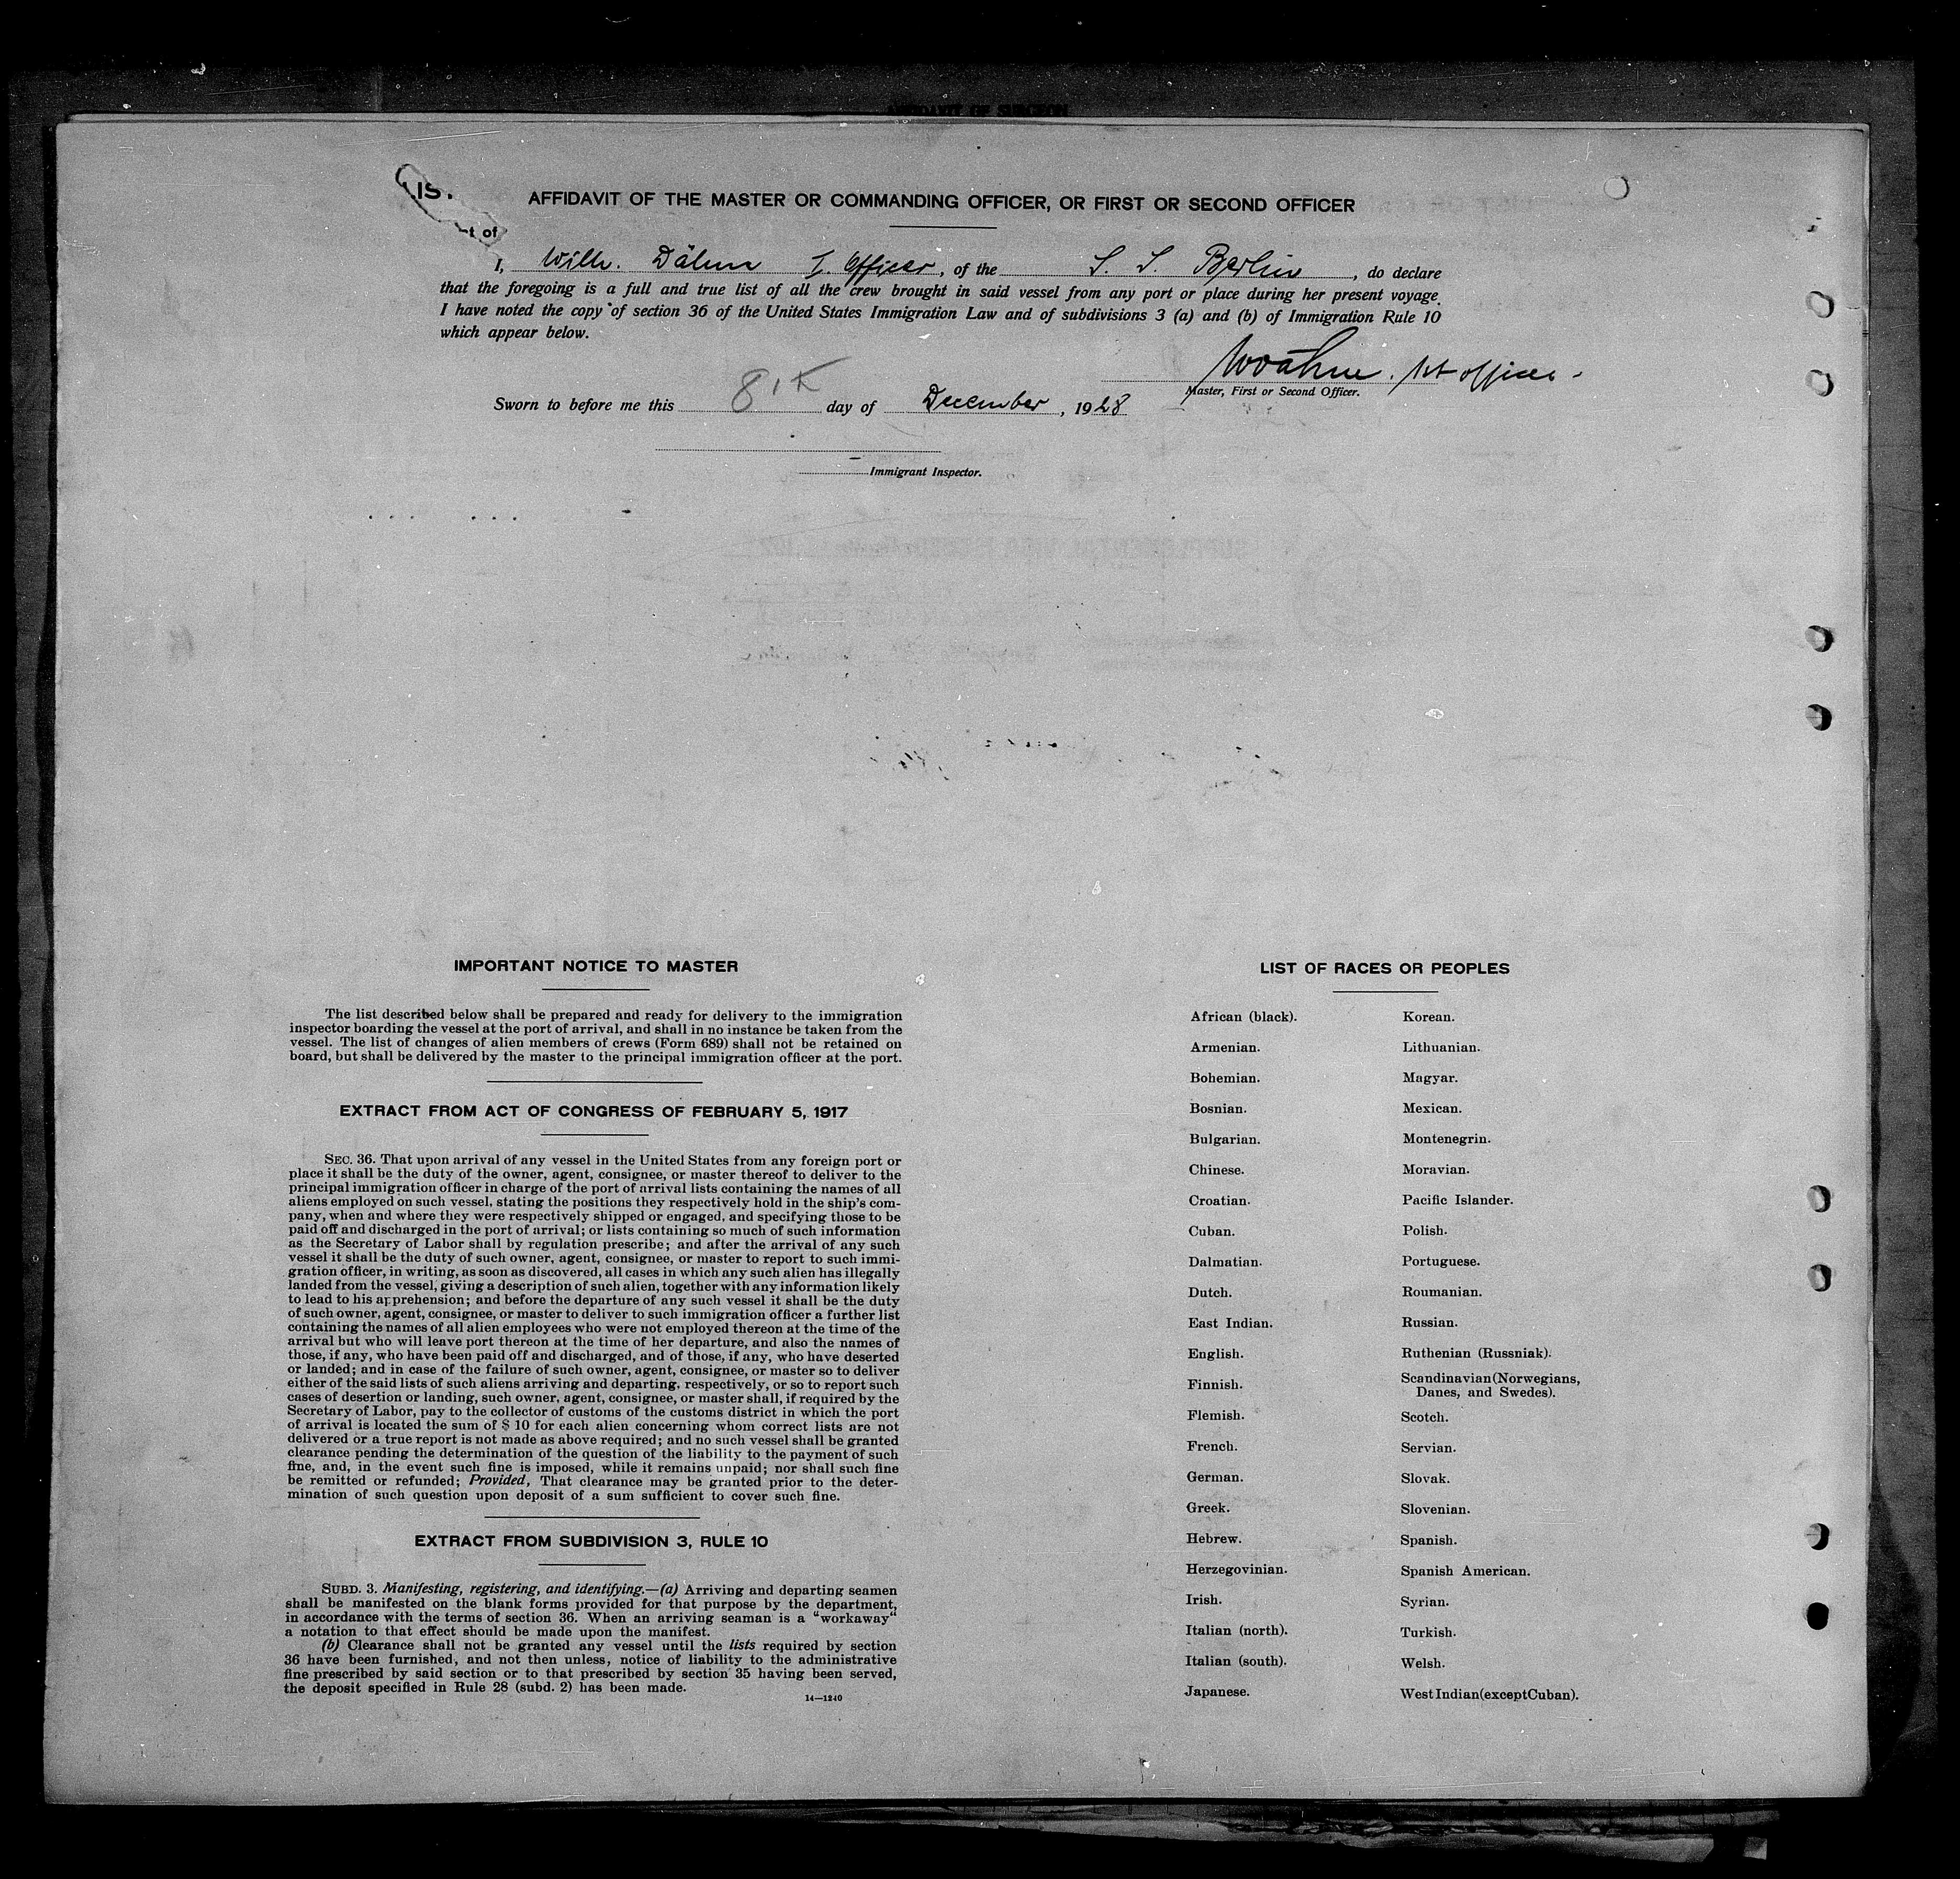 AFFIDAVIT OF SURGEON
AFFIDAVIT OF THE MASTER OR COMMANDING OFFICER, OR FIRST OR SECOND OFFICER
t of
I, Wilh. Dähne I. Officer, of the S. S. Berlin, do declare
that the foregoing is a full and true list of all the crew brought in said vessel from any port or place during her present voyage.
I have noted the copy of section 36 of the United States Immigration Law and of subdivisions 3 (a) and (b) of Immigration Rule 10
which appear below.
WDähne. 1st officer
Master, First or Second Officer.
Sworn to before me this 8th day of December, 1928
Immigrant Inspector.
IMPORTANT NOTICE TO MASTER
The list described below shall be prepared and ready for delivery to the immigration
inspector boarding the vessel at the port of arrival, and shall in no instance be taken from the
vessel. The list of changes of alien members of crews (Form 689) shall not be retained on
board, but shall be delivered by the master to the principal immigration officer at the port.
EXTRACT FROM ACT OF CONGRESS OF FEBRUARY 5, 1917
SEC. 36. That upon arrival of any vessel in the United States from any foreign port or
place it shall be the duty of the owner, agent, consignee, or master thereof to deliver to the
principal immigration officer in charge of the port of arrival lists containing the names of all
aliens employed on such vessel, stating the positions they respectively hold in the ship's com-
pany, when and where they were respectively shipped or engaged, and specifying those to be
paid off and discharged in the port of arrival; or lists containing so much of such information
as the Secretary of Labor shall by regulation prescribe; and after the arrival of any such
vessel it shall be the duty of such owner, agent, consignee, or master to report to such immi-
gration officer, in writing, as soon as discovered, all cases in which any such alien has illegally
landed from the vessel, giving a description of such alien, together with any information likely
to lead to his apprehension; and before the departure of any such vessel it shall be the duty
of such owner, agent, consignee, or master to deliver to such immigration officer a further list
containing the names of all alien employees who were not employed thereon at the time of the
arrival but who will leave port thereon at the time of her departure, and also the names of
those, if any, who have been paid off and discharged, and of those, if any, who have deserted
or landed; and in case of the failure of such owner, agent, consignee, or master so to deliver
either of the said lists of such aliens arriving and departing, respectively, or so to report such
cases of desertion or landing, such owner, agent, consignee, or master shall, if required by the
Secretary of Labor, pay to the collector of customs of the customs district in which the port
of arrival is located the sum of $ 10 for each alien concerning whom correct lists are not
delivered or a true report is not made as above required; and no such vessel shall be granted
clearance pending the determination of the question of the liability to the payment of such
fine, and, in the event such fine is imposed, while it remains unpaid; nor shall such fine
be remitted or refunded; Provided, That clearance may be granted prior to the deter-
mination of such question upon deposit of a sum sufficient to cover such fine.
EXTRACT FROM SUBDIVISION 3, RULE 10
SUBD. 3. Manifesting, registering, and identifying.—(a) Arriving and departing seamen
shall be manifested on the blank forms provided for that purpose by the department,
in accordance with the terms of section 36. When an arriving seaman is a “workaway“
a notation to that effect should be made upon the manifest.
(b) Clearance shall not be granted any vessel until the lists required by section
36 have been furnished, and not then unless, notice of liability to the administrative
fine prescribed by said section or to that prescribed by section 35 having been served,
the deposit specified in Rule 28 (subd. 2) has been made.
14—1240
LIST OF RACES OR PEOPLES
African (black).
Armenian.
Bohemian.
Bosnian.
Bulgarian.
Chinese.
Croatian.
Cuban.
Dalmatian.
Dutch.
East Indian.
English.
Finnish.
Flemish.
French.
German.
Greek.
Hebrew.
Herzegovinian.
Irish.
Italian (north).
Italian (south).
Japanese.
Korean.
Lithuanian.
Magyar.
Mexican.
Montenegrin.
Moravian.
Pacific Islander.
Polish.
Portuguese.
Roumanian.
Russian.
Ruthenian (Russniak).
Scandinavian (Norwegians,
Danes, and Swedes).
Scotch.
Servian.
Slovak.
Slovenian.
Spanish.
Spanish American.
Syrian.
Turkish.
Welsh.
West Indian (except Cuban).